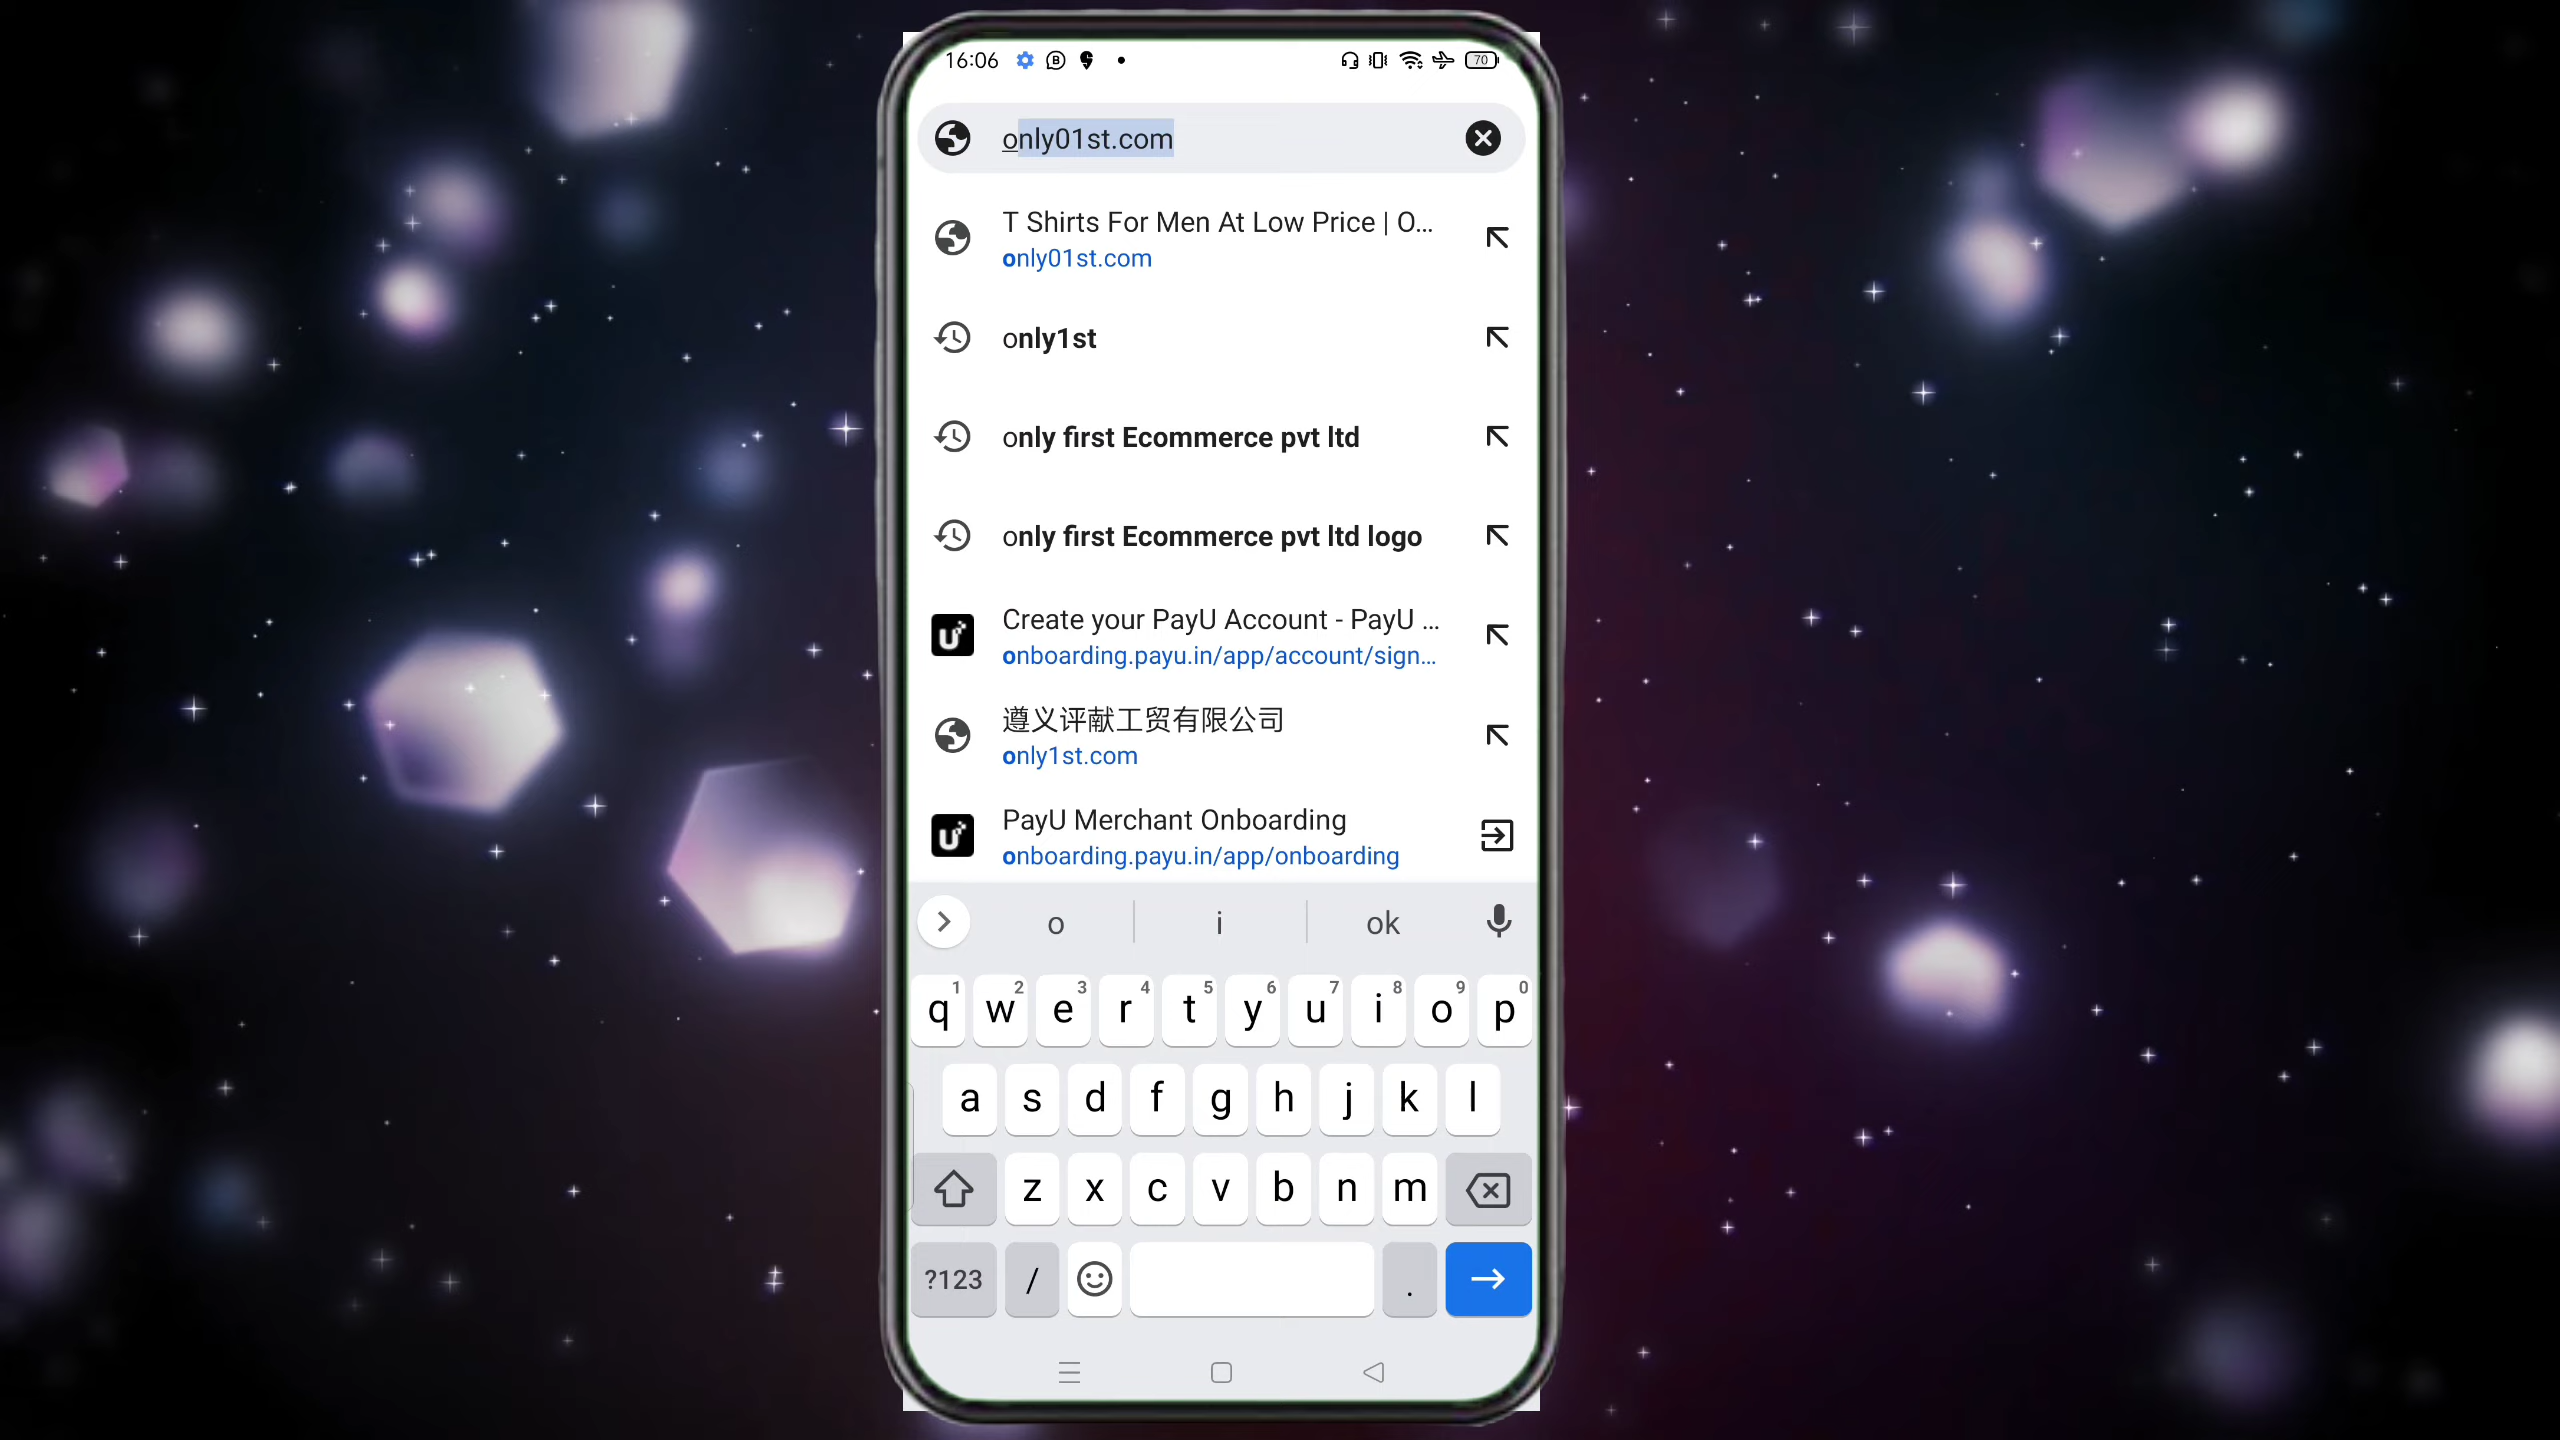 16:06
70
only01st.com
T Shirts For Men At Low Price | O...
only01st.com
only1st
only first Ecommerce pvt ltd
only first Ecommerce pvt ltd logo
Create your PayU Account - PayU ...
onboarding.payu.in/app/account/sign...
遵义评献工贸有限公司
only1st.com
PayU Merchant Onboarding
onboarding.payu.in/app/onboarding
o i ok
1 2 3 4 5 6 7 8 9 0
q w e r t y u i o p
a s d f g h j k l
z x c v b n m
?123 / .